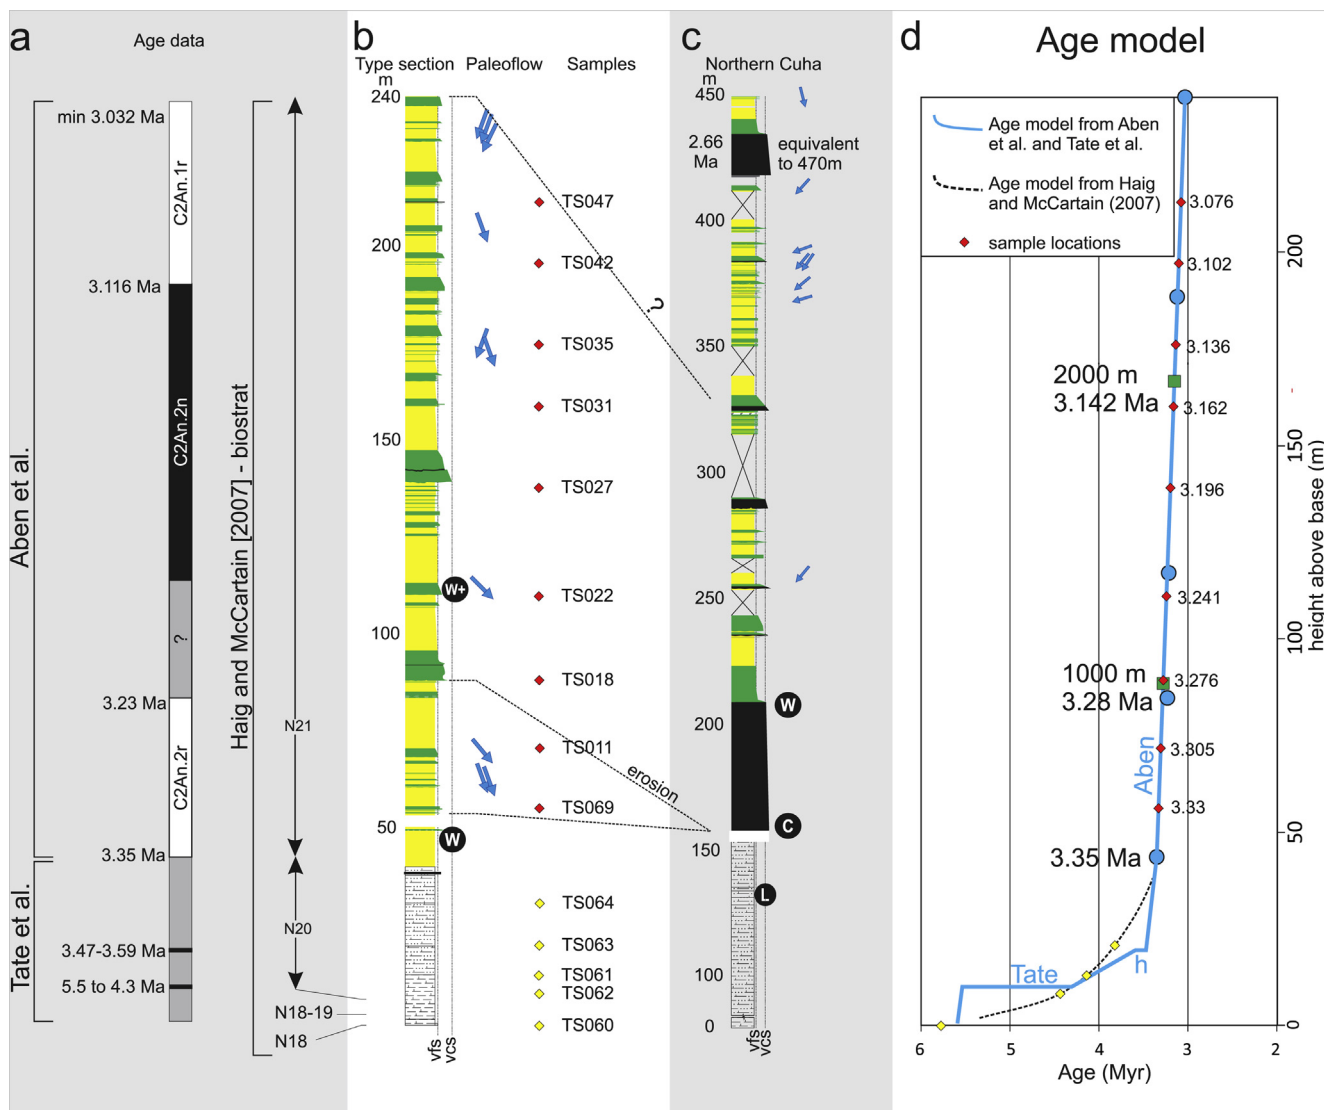 a
Age data
min 3.032 Ma
C2An.1r
3.116 Ma
C2An.2n
?
3.23 Ma
C2An.2r
3.35 Ma
3.47-3.59 Ma
5.5 to 4.3 Ma
Aben et al.
Tate et al.
Haig and McCartain [2007] - biostrat
N21
N20
N18-19
N18
b
Type section
Paleoflow
Samples
m
240
200
150
100
50
W+
W
vfs
vcs
TS047
TS042
TS035
TS031
TS027
TS022
TS018
TS011
TS069
TS064
TS063
TS061
TS062
TS060
?
erosion
c
Northern Cuha
m
450
2.66
Ma
equivalent
to 470m
400
350
300
250
200
150
100
0
W
C
L
vfs
vcs
d
Age model
Age model from Aben
et al. and Tate et al.
Age model from Haig
and McCartain (2007)
sample locations
3.076
3.102
3.136
2000 m
3.142 Ma
3.162
3.196
3.241
1000 m
3.276
3.28 Ma
3.305
Aben
3.33
3.35 Ma
Tate
h
200
150
100
50
0
height above base (m)
6
5
4
3
2
Age (Myr)